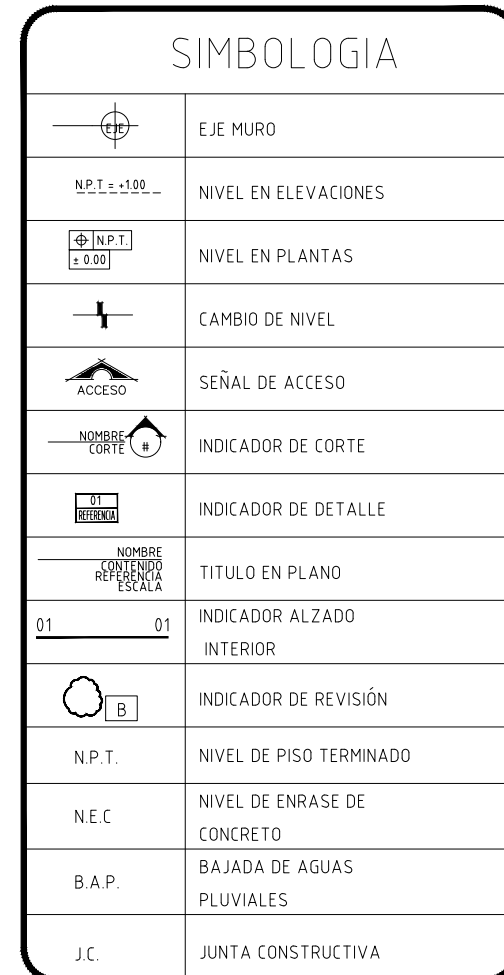 SIMBOLOGIA
EJE
EJE MURO
N.P.T = +1.00
NIVEL EN ELEVACIONES
N.P.T.
± 0.00
NIVEL EN PLANTAS
CAMBIO DE NIVEL
ACCESO
SEÑAL DE ACCESO
NOMBRE
CORTE
#
INDICADOR DE CORTE
01
REFERENCIA
INDICADOR DE DETALLE
NOMBRE
CONTENIDO
REFERENCIA
ESCALA
TITULO EN PLANO
01 01
INDICADOR ALZADO
INTERIOR
B
INDICADOR DE REVISIÓN
N.P.T.
NIVEL DE PISO TERMINADO
N.E.C
NIVEL DE ENRASE DE
CONCRETO
B.A.P.
BAJADA DE AGUAS
PLUVIALES
J.C.
JUNTA CONSTRUCTIVA